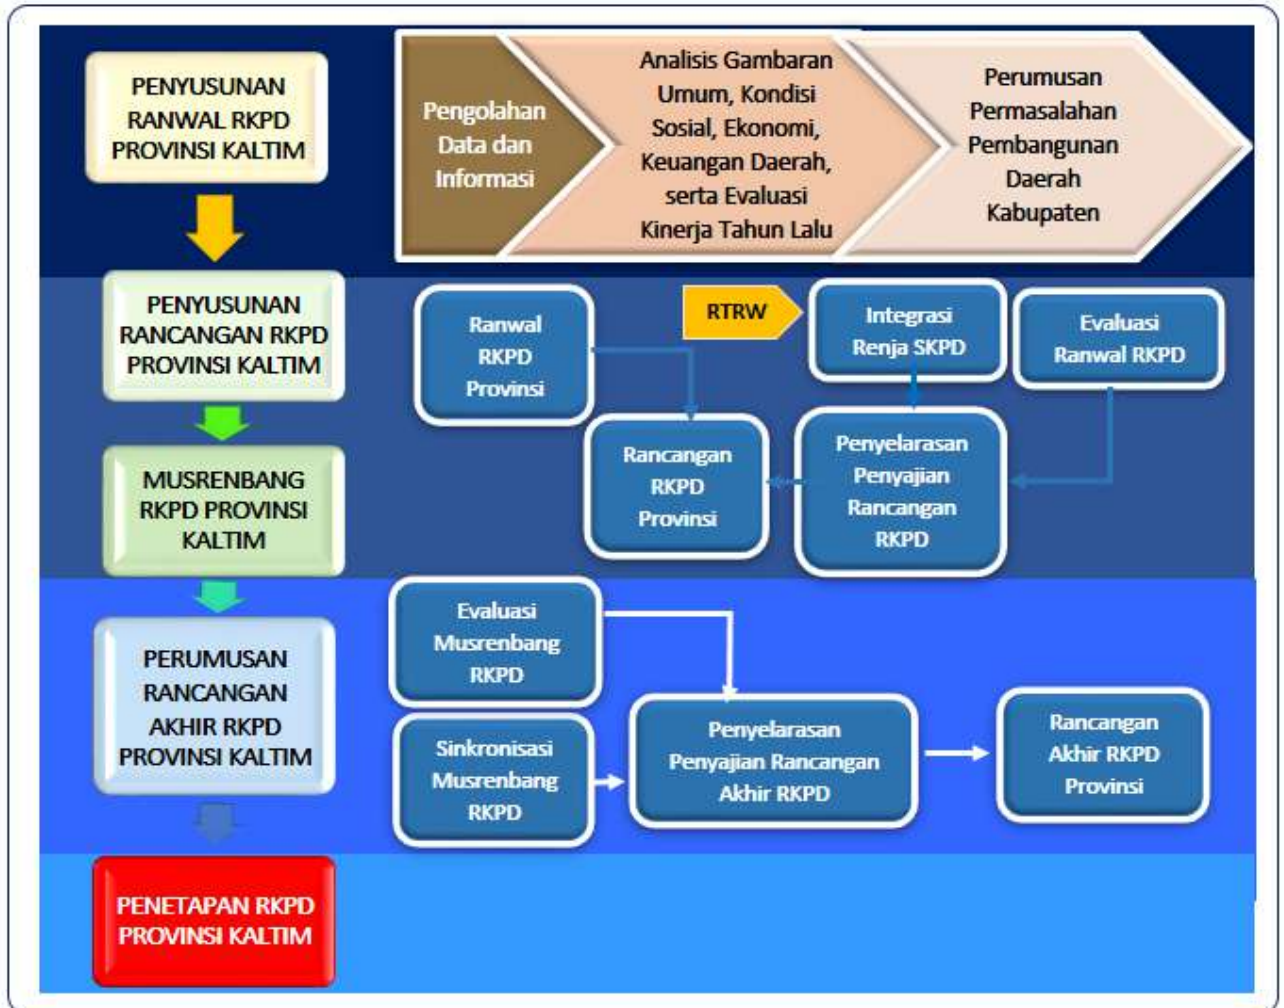 PENYUSUNAN
RANWAL RKPD
PROVINSI KALTIM
Pengolahan
Data dan
Informasi
Analisis Gambaran
Umum, Kondisi
Sosial, Ekonomi,
Keuangan Daerah,
serta Evaluasi
Kinerja Tahun Lalu
Perumusan
Permasalahan
Pembangunan
Daerah
Kabupaten
PENYUSUNAN
RANCANGAN RKPD
PROVINSI KALTIM
Ranwal
RKPD
Provinsi
RTRW
Integrasi
Renja SKPD
Evaluasi
Ranwal RKPD
MUSRENBANG
RKPD PROVINSI
KALTIM
Rancangan
RKPD
Provinsi
Penyelarasan
Penyajian
Rancangan
RKPD
PERUMUSAN
RANCANGAN
AKHIR RKPD
PROVINSI KALTIM
Evaluasi
Musrenbang
RKPD
Sinkronisasi
Musrenbang
RKPD
Penyelarasan
Penyajian Rancangan
Akhir RKPD
Rancangan
Akhir RKPD
Provinsi
PENETAPAN RKPD
PROVINSI KALTIM